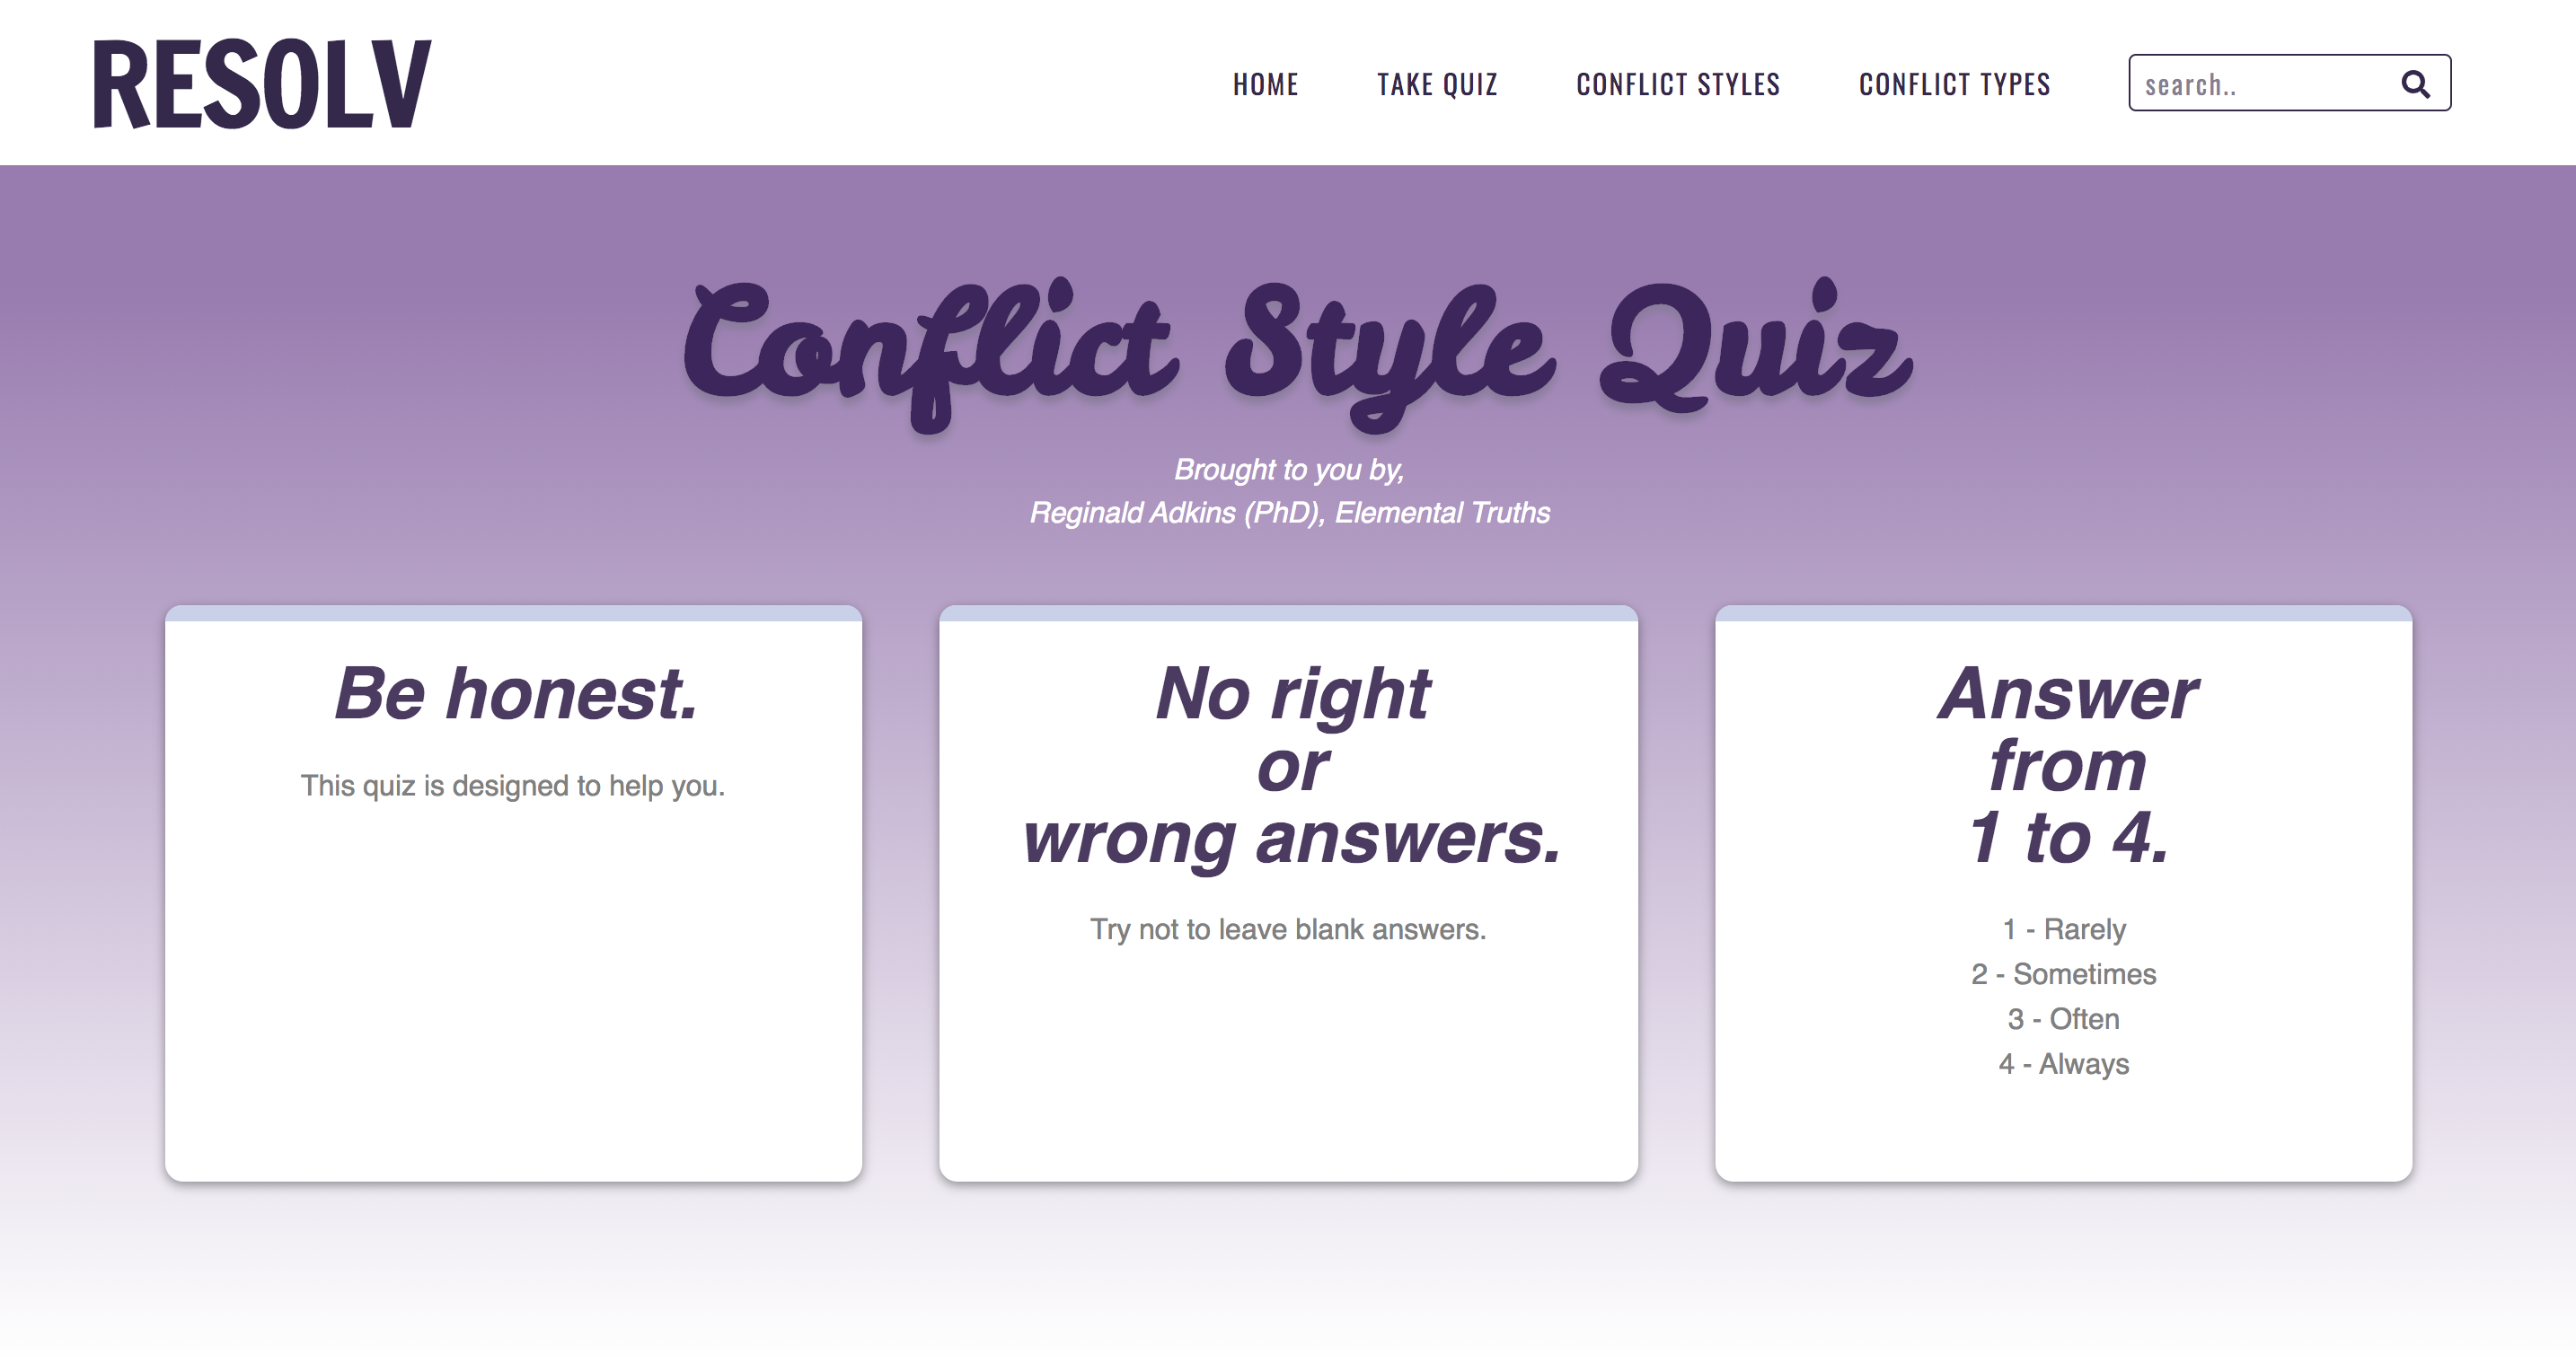 RESOLV
HOME
TAKE QUIZ
CONFLICT STYLES
CONFLICT TYPES
search..
Conflict Style Quiz
Brought to you by,
Reginald Adkins (PhD), Elemental Truths
Be honest.
This quiz is designed to help you.
No right
or
wrong answers.
Try not to leave blank answers.
Answer
from
1 to 4.
1 - Rarely
2 - Sometimes
3 - Often
4 - Always